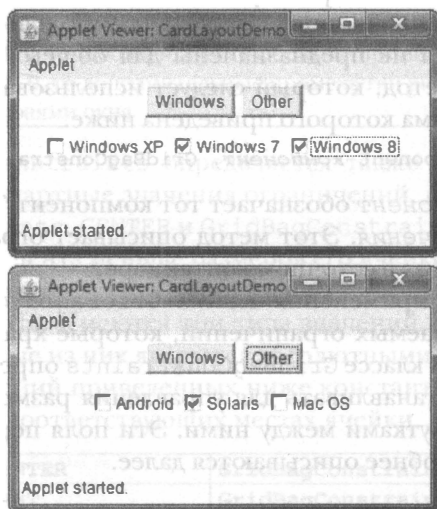 Applet Viewer: CardLayoutDemo
Applet
Windows Other
Windows XP Windows 7 Windows 8
Applet started.
Applet Viewer: CardLayoutDemo
Applet
Windows Other
Android Solaris Mac OS
Applet started.